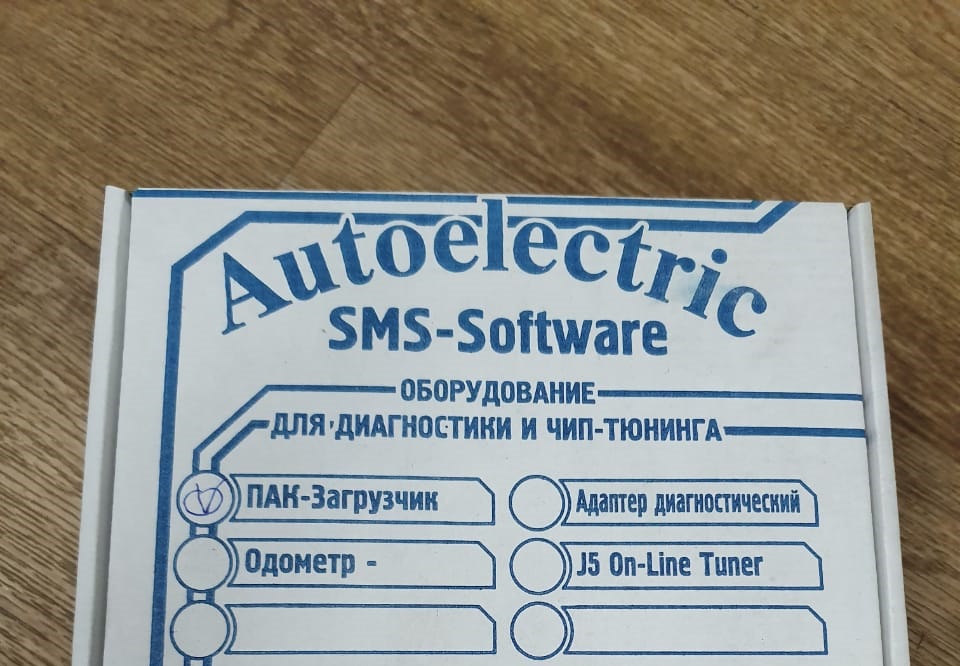 Autoelectric
SMS-Software
ОБОРУДОВАНИЕ
ДЛЯ ДИАГНОСТИКИ И ЧИП-ТЮНИНГА
ПАК-Загрузчик
Адаптер диагностический
Одометр -
J5 On-Line Tuner